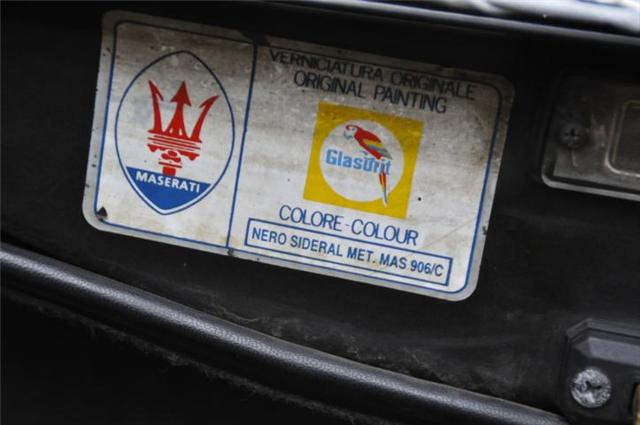 MASERATI
VERNICIATURA ORIGINALE
ORIGINAL PAINTING
Glasurit
COLORE-COLOUR
NERO SIDERAL MET. MAS 906/C